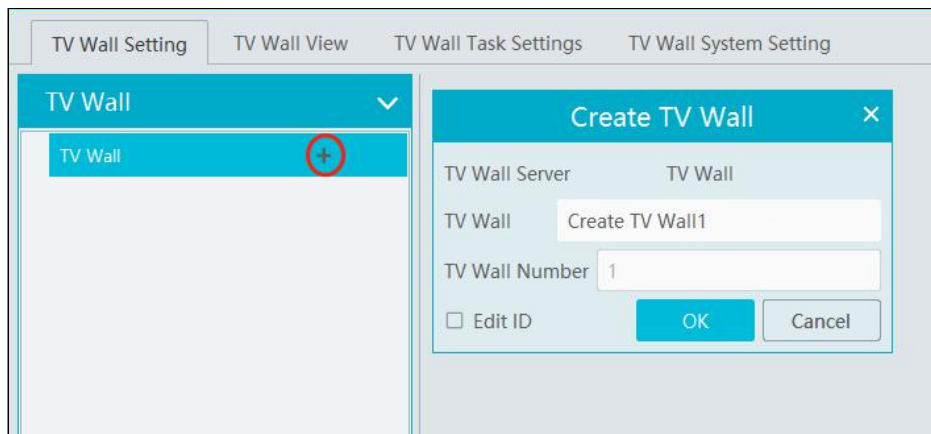 TV Wall Setting TV Wall View TV Wall Task Settings TV Wall System Setting
TV Wall
TV Wall +
Create TV Wall ×
TV Wall Server TV Wall
TV Wall Create TV Wall1
TV Wall Number 1
Edit ID OK Cancel